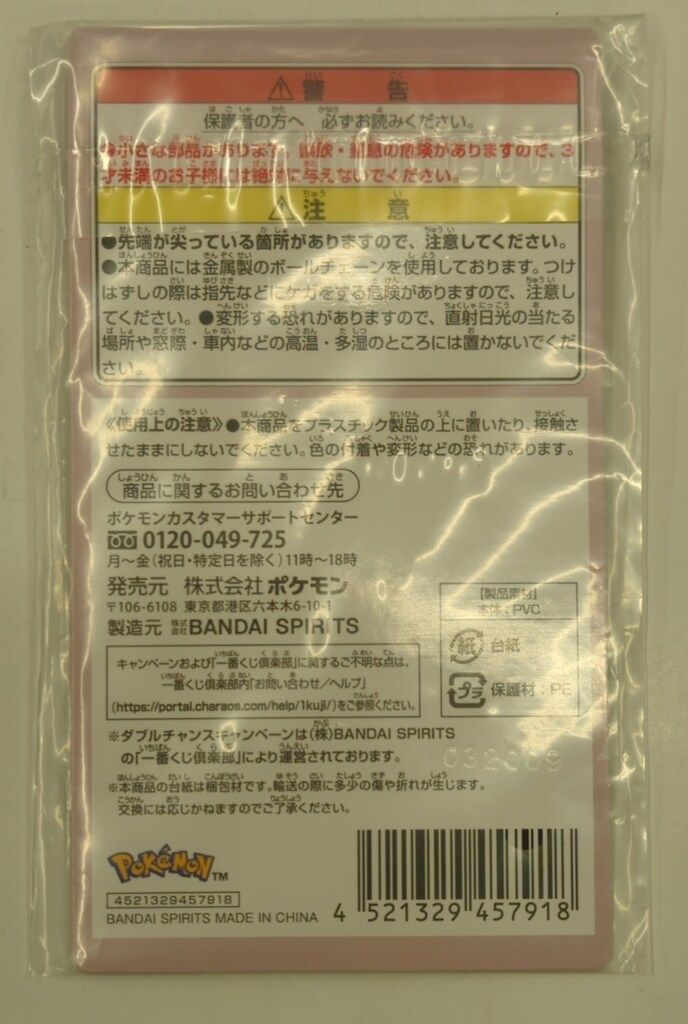 ⚠警告
保護者の方へ 必ずお読みください。
●小さな部品があります。誤飲・窒息の危険がありますので、3
才未満のお子様には絶対に与えないでください。
⚠注意
●先端が尖っている箇所がありますので、注意してください。
●本商品には金属製のボールチェーンを使用しております。つけ
はずしの際は指先などにケガをする危険がありますので、注意し
てください。●変形する恐れがありますので、直射日光の当たる
場所や窓際・車内などの高温・多湿のところには置かないでくだ
さい。
《使用上の注意》●本商品をプラスチック製品の上に置いたり、接触さ
せたままにしないでください。色の付着や変形などの恐れがあります。
商品に関するお問い合わせ先
ポケモンカスタマーサポートセンター
0120-049-725
月～金(祝日・特定日を除く)11時～18時
発売元 株式会社ポケモン
〒106-6108 東京都港区六本木6-10-1
製造元 株式会社BANDAI SPIRITS
【製品素材】
本体:PVC
紙 台紙
プラ 保護材:PE
キャンペーンおよび「一番くじ倶楽部」に関するご不明な点は、
一番くじ倶楽部内「お問い合わせ/ヘルプ」
(https://portal.charaos.com/help/1kuji/)をご参照ください。
※ダブルチャンスキャンペーンは(株)BANDAI SPIRITS
の「一番くじ倶楽部」により運営されております。
032609
※本商品の台紙は梱包材です。輸送の際に多少の傷や折れが生じます。
交換には応じかねますのでご了承ください。
POKéMON TM
4521329457918
BANDAI SPIRITS MADE IN CHINA
4 521329 457918